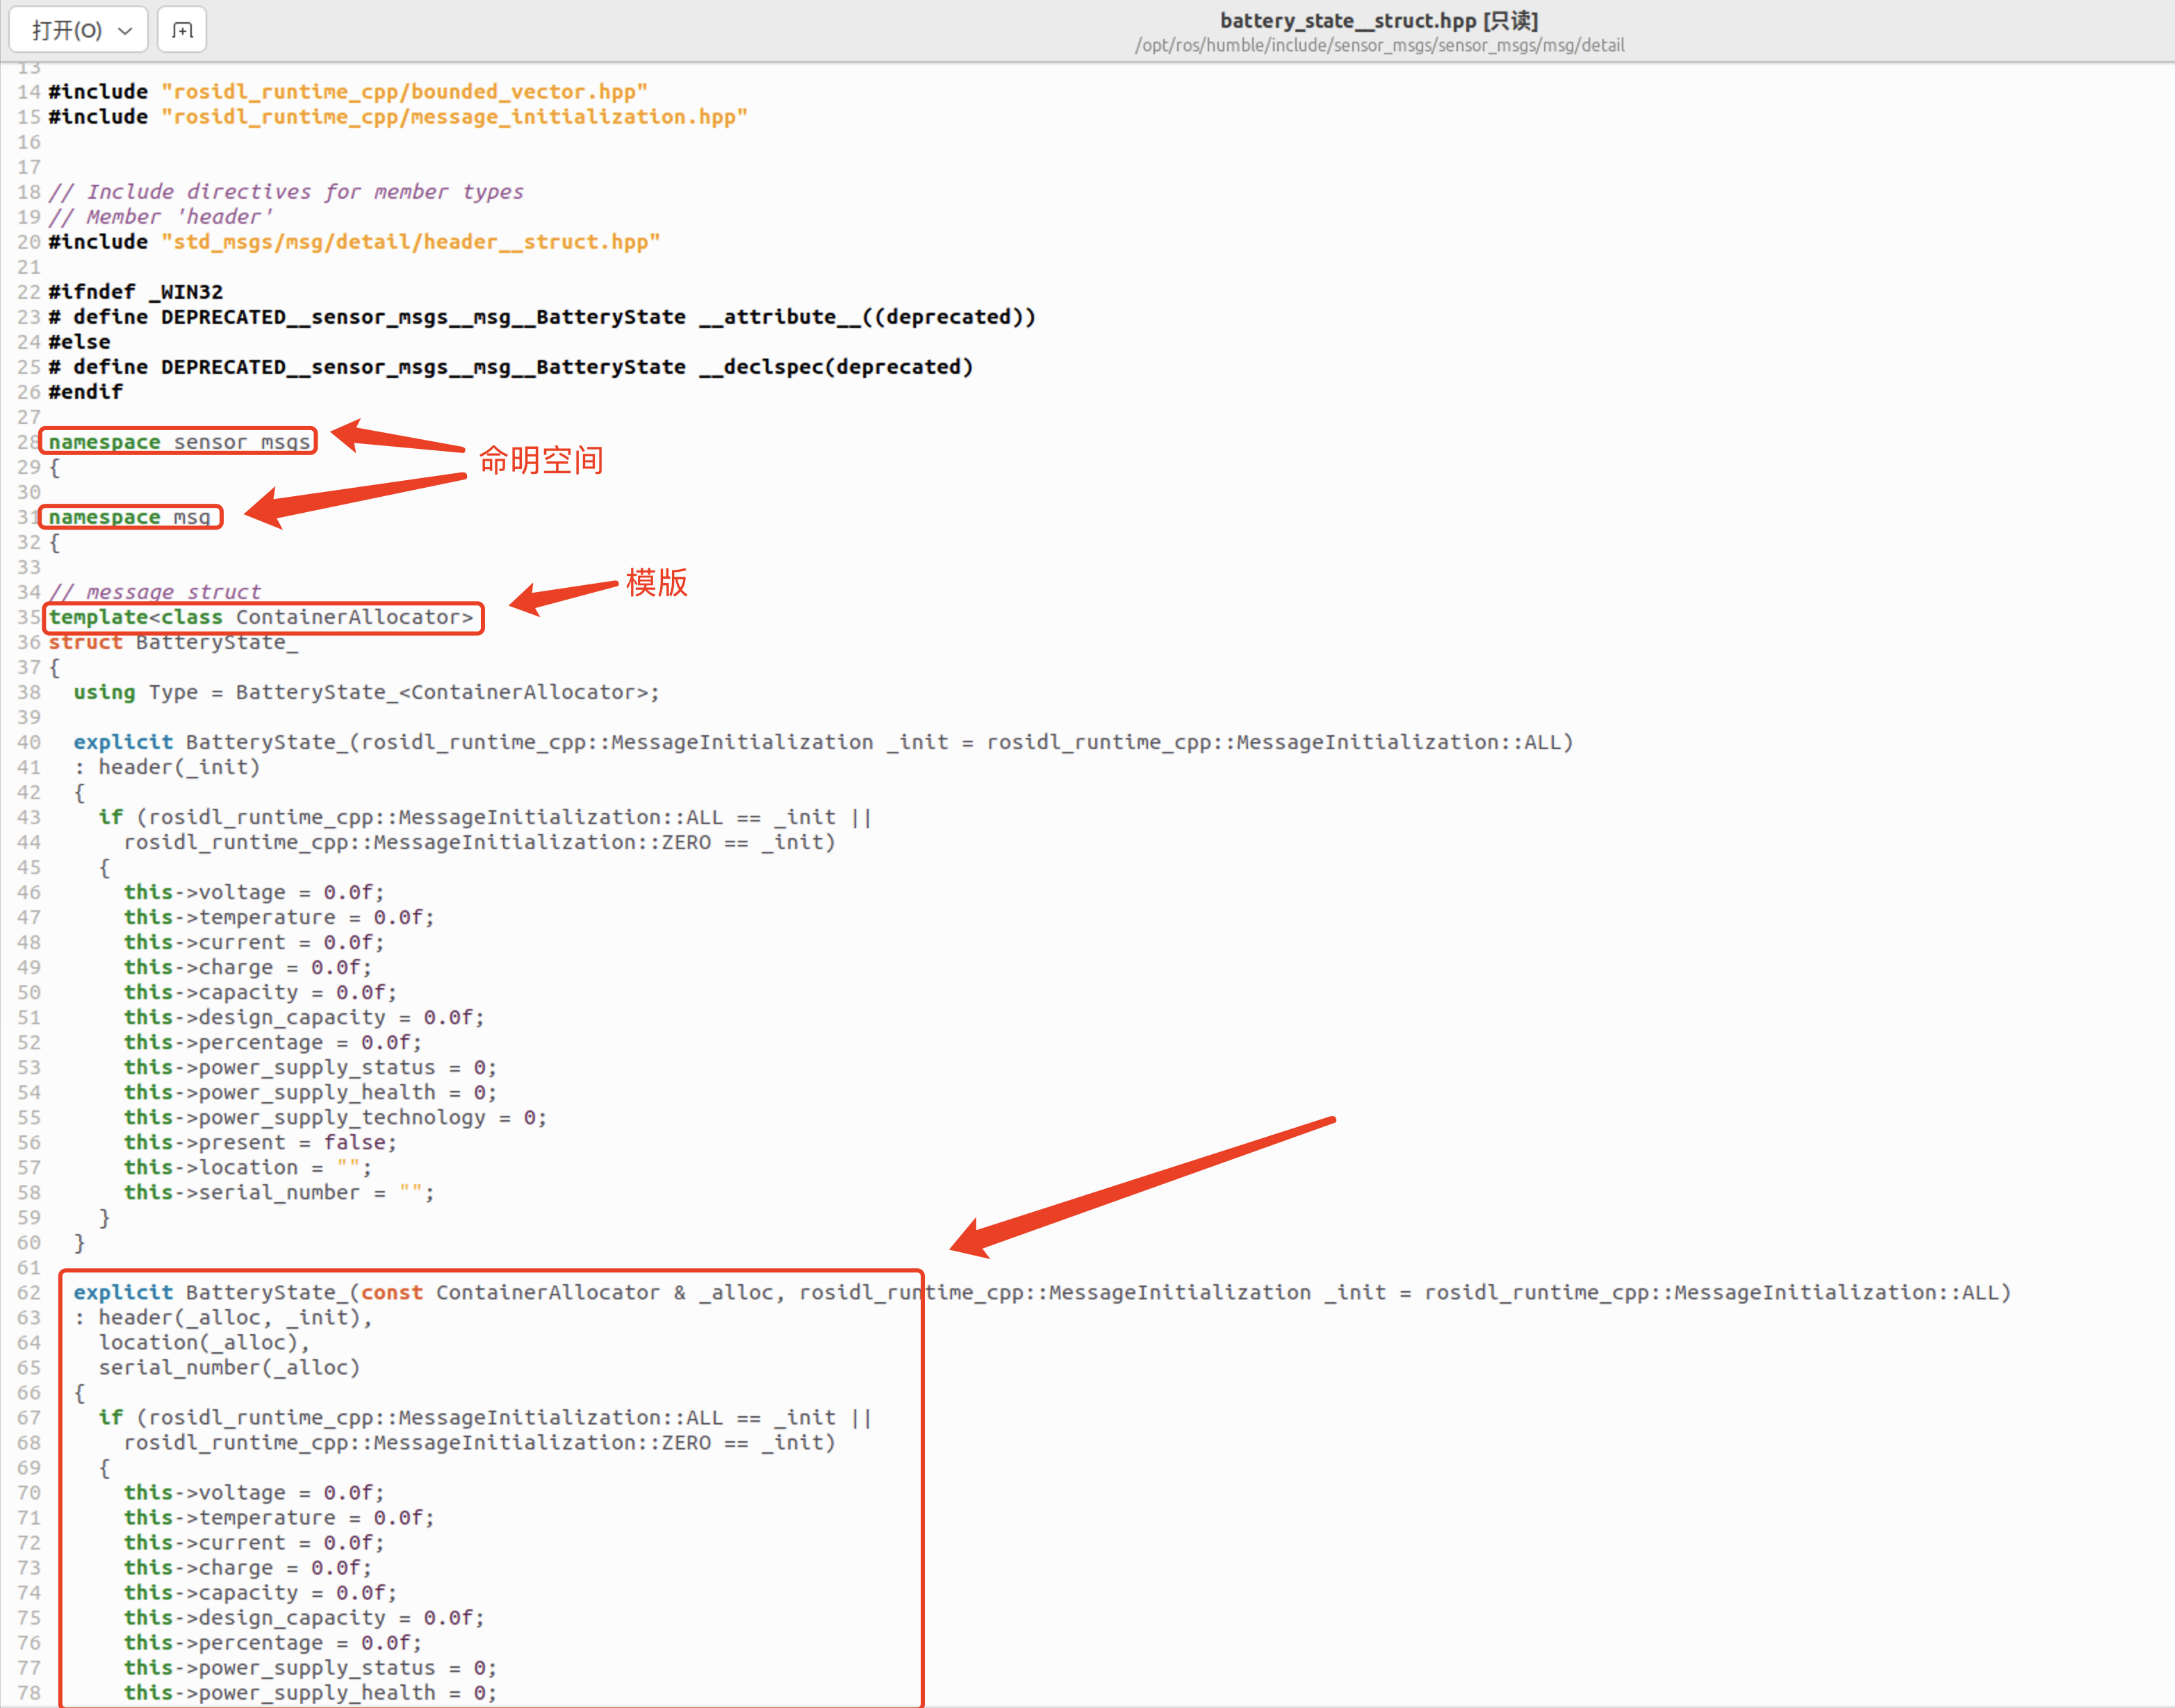 打开(O)
battery_state__struct.hpp [只读]
/opt/ros/humble/include/sensor_msgs/sensor_msgs/msg/detail
13
14 #include "rosidl_runtime_cpp/bounded_vector.hpp"
15 #include "rosidl_runtime_cpp/message_initialization.hpp"
16
17
18 // Include directives for member types
19 // Member 'header'
20 #include "std_msgs/msg/detail/header__struct.hpp"
21
22 #ifndef _WIN32
23 # define DEPRECATED__sensor_msgs__msg__BatteryState __attribute__((deprecated))
24 #else
25 # define DEPRECATED__sensor_msgs__msg__BatteryState __declspec(deprecated)
26 #endif
27
28 namespace sensor_msgs
命明空间
29 {
30
31 namespace msg
32 {
33
模版
34 // message struct
35 template<class ContainerAllocator>
36 struct BatteryState_
37 {
38   using Type = BatteryState_<ContainerAllocator>;
39
40   explicit BatteryState_(rosidl_runtime_cpp::MessageInitialization _init = rosidl_runtime_cpp::MessageInitialization::ALL)
41   : header(_init)
42   {
43     if (rosidl_runtime_cpp::MessageInitialization::ALL == _init ||
44       rosidl_runtime_cpp::MessageInitialization::ZERO == _init)
45     {
46       this->voltage = 0.0f;
47       this->temperature = 0.0f;
48       this->current = 0.0f;
49       this->charge = 0.0f;
50       this->capacity = 0.0f;
51       this->design_capacity = 0.0f;
52       this->percentage = 0.0f;
53       this->power_supply_status = 0;
54       this->power_supply_health = 0;
55       this->power_supply_technology = 0;
56       this->present = false;
57       this->location = "";
58       this->serial_number = "";
59     }
60   }
61
62   explicit BatteryState_(const ContainerAllocator & _alloc, rosidl_runtime_cpp::MessageInitialization _init = rosidl_runtime_cpp::MessageInitialization::ALL)
63   : header(_alloc, _init),
64     location(_alloc),
65     serial_number(_alloc)
66   {
67     if (rosidl_runtime_cpp::MessageInitialization::ALL == _init ||
68       rosidl_runtime_cpp::MessageInitialization::ZERO == _init)
69     {
70       this->voltage = 0.0f;
71       this->temperature = 0.0f;
72       this->current = 0.0f;
73       this->charge = 0.0f;
74       this->capacity = 0.0f;
75       this->design_capacity = 0.0f;
76       this->percentage = 0.0f;
77       this->power_supply_status = 0;
78       this->power_supply_health = 0;